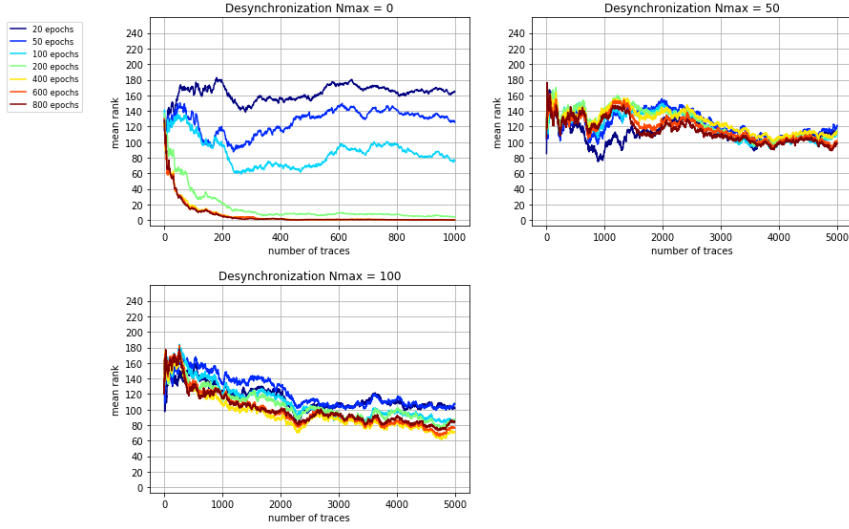 20 epochs
50 epochs
100 epochs
200 epochs
400 epochs
600 epochs
800 epochs
Desynchronization Nmax = 0
mean rank
240
220
200
180
160
140
120
100
80
60
40
20
0
0 200 400 600 800 1000
number of traces
Desynchronization Nmax = 50
mean rank
240
220
200
180
160
140
120
100
80
60
40
20
0
0 1000 2000 3000 4000 5000
number of traces
Desynchronization Nmax = 100
mean rank
240
220
200
180
160
140
120
100
80
60
40
20
0
0 1000 2000 3000 4000 5000
number of traces